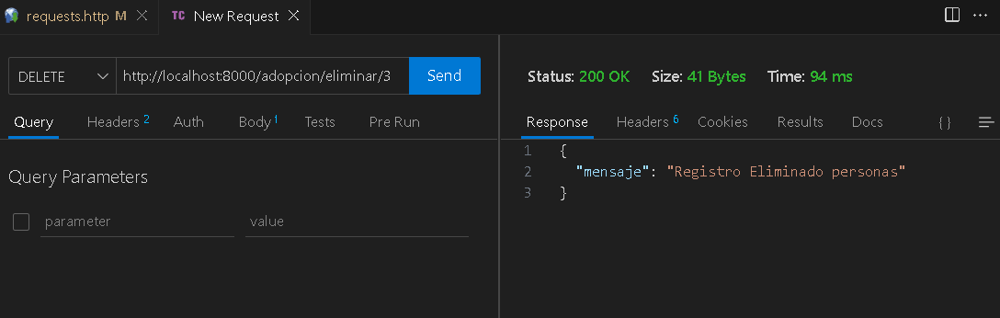 requests.http M
TC New Request
DELETE http://localhost:8000/adopcion/eliminar/3 Send
Query Headers 2 Auth Body 1 Tests Pre Run
Query Parameters
parameter value
Status: 200 OK Size: 41 Bytes Time: 94 ms
Response Headers 6 Cookies Results Docs { }
1 {
2 "mensaje": "Registro Eliminado personas"
3 }